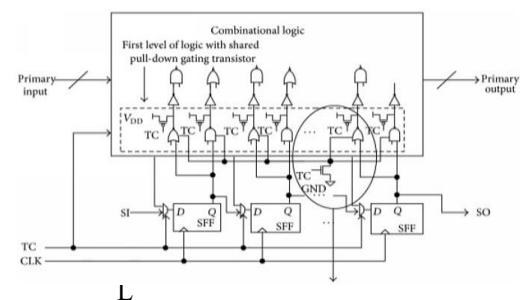 Combinational logic
First level of logic with shared
pull-down gating transistor
Primary
input
Primary
output
V_DD
TC TC TC TC ... TC TC
TC
GND
...
SI D Q D Q D Q SO
SFF SFF SFF
...
TC
CLK
L